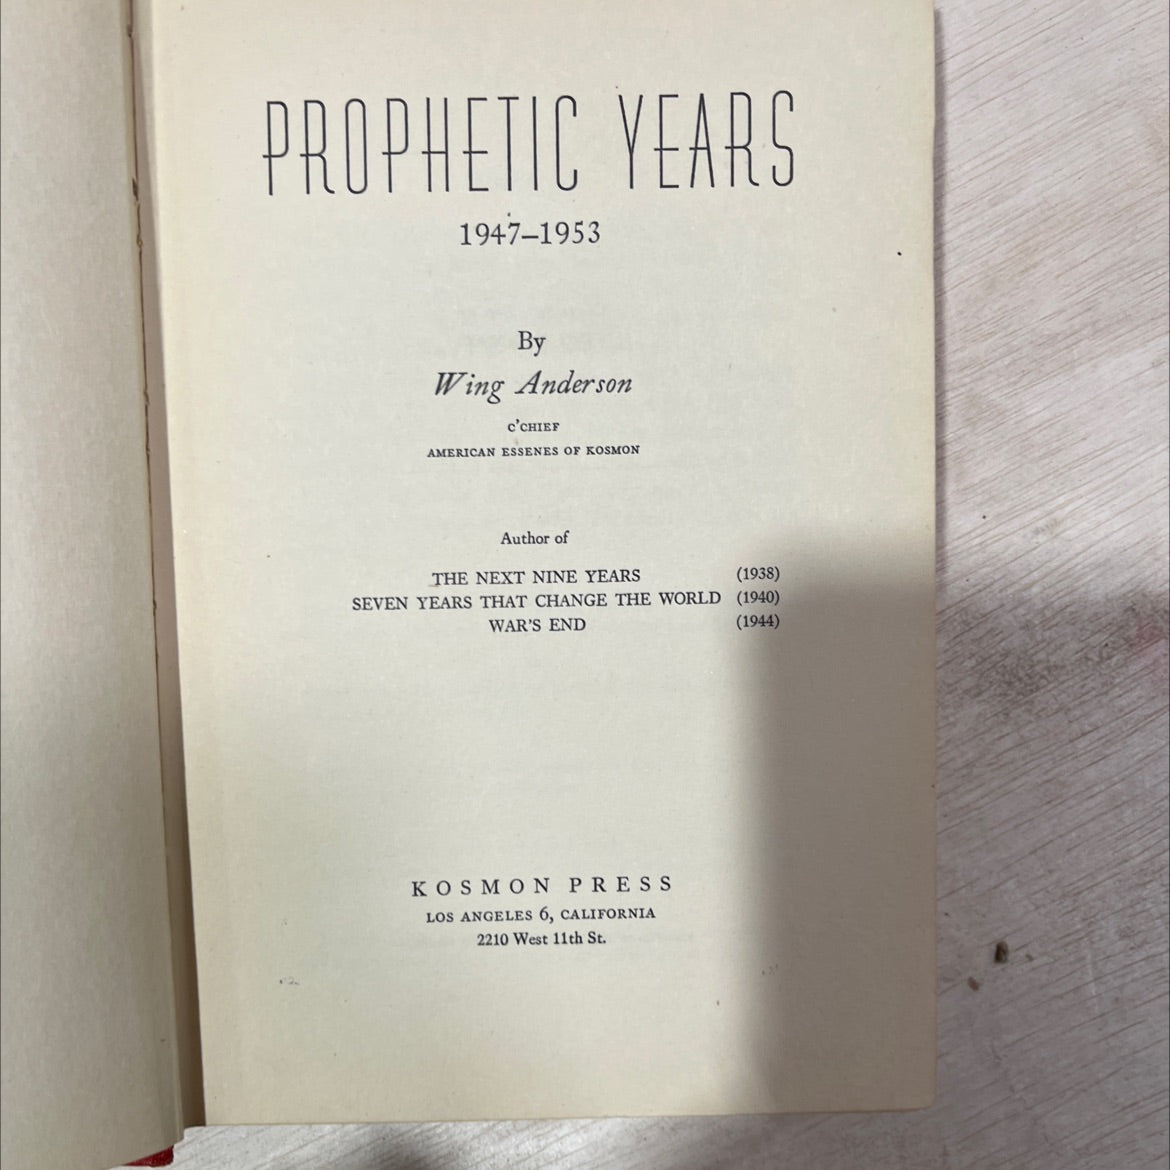 PROPHETIC YEARS
1947–1953
By
Wing Anderson
C'CHIEF
AMERICAN ESSENES OF KOSMON
Author of
THE NEXT NINE YEARS (1938)
SEVEN YEARS THAT CHANGE THE WORLD (1940)
WAR'S END (1944)
KOSMON PRESS
LOS ANGELES 6, CALIFORNIA
2210 West 11th St.